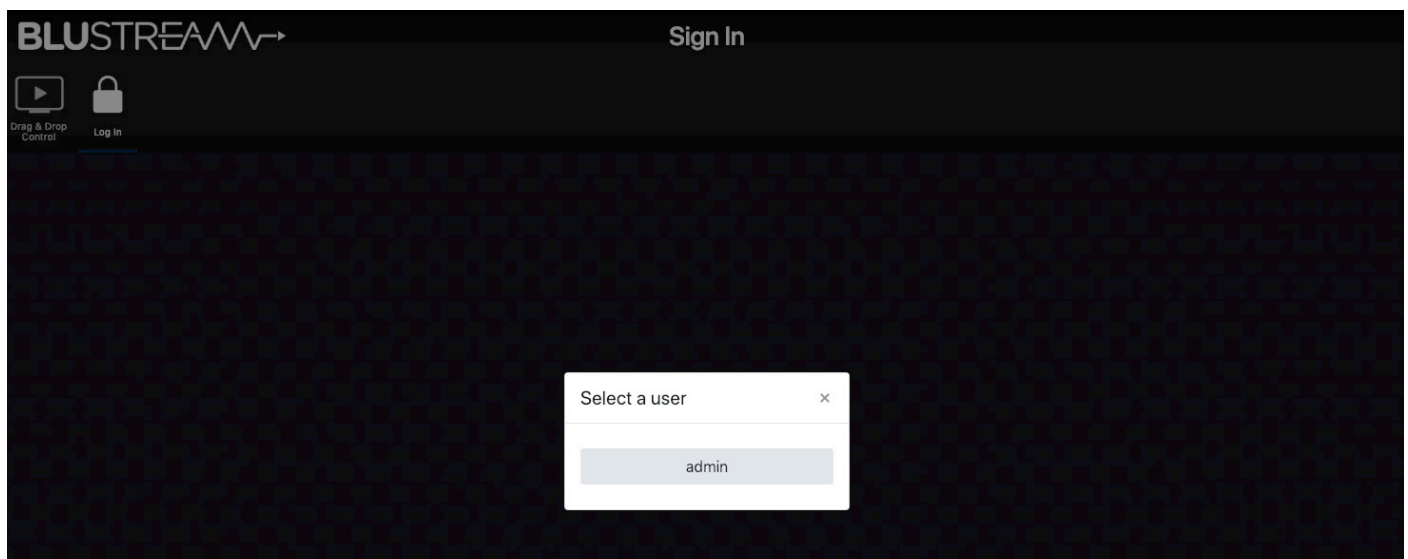 BLUSTREAM
Sign In
Drag & Drop
Control
Log In
Select a user
×
admin